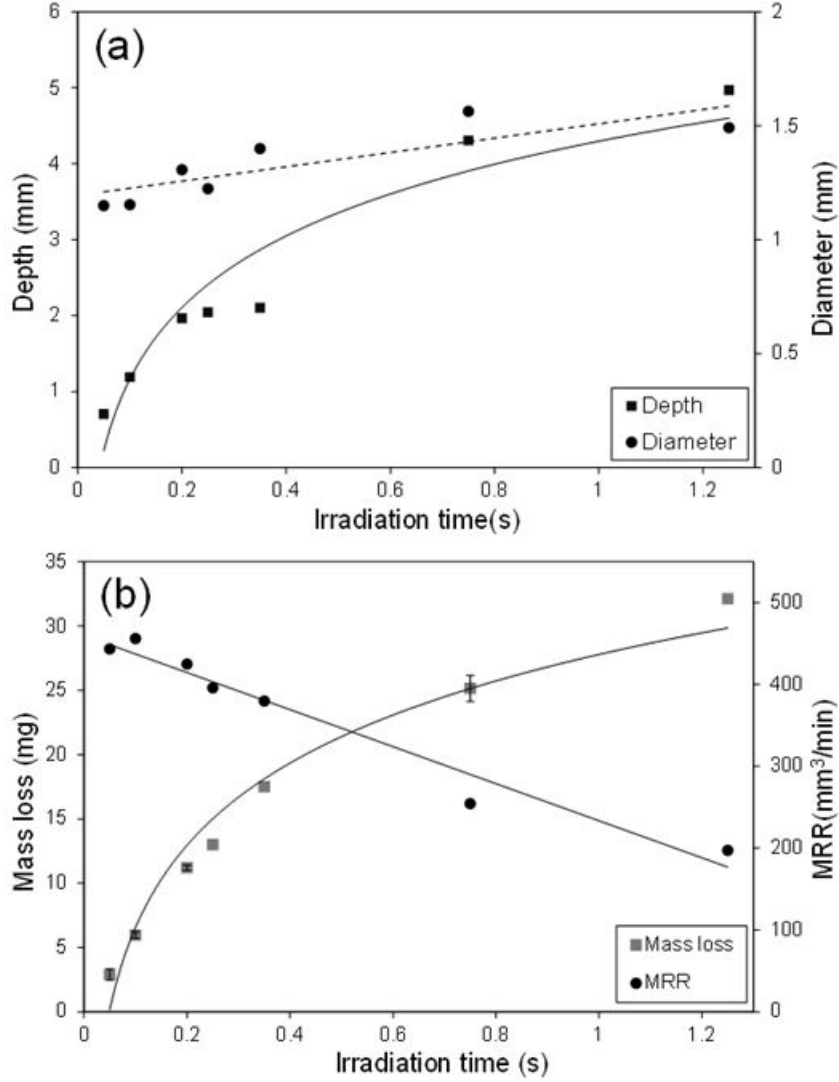 (a)
6
5
4
3
2
1
0
Depth (mm)
2
1.5
1
0.5
0
Diameter (mm)
Depth
Diameter
0 0.2 0.4 0.6 0.8 1 1.2
Irradiation time(s)
(b)
35
30
25
20
15
10
5
0
Mass loss (mg)
500
400
300
200
100
0
MRR(mm³/min)
Mass loss
MRR
0 0.2 0.4 0.6 0.8 1 1.2
Irradiation time (s)